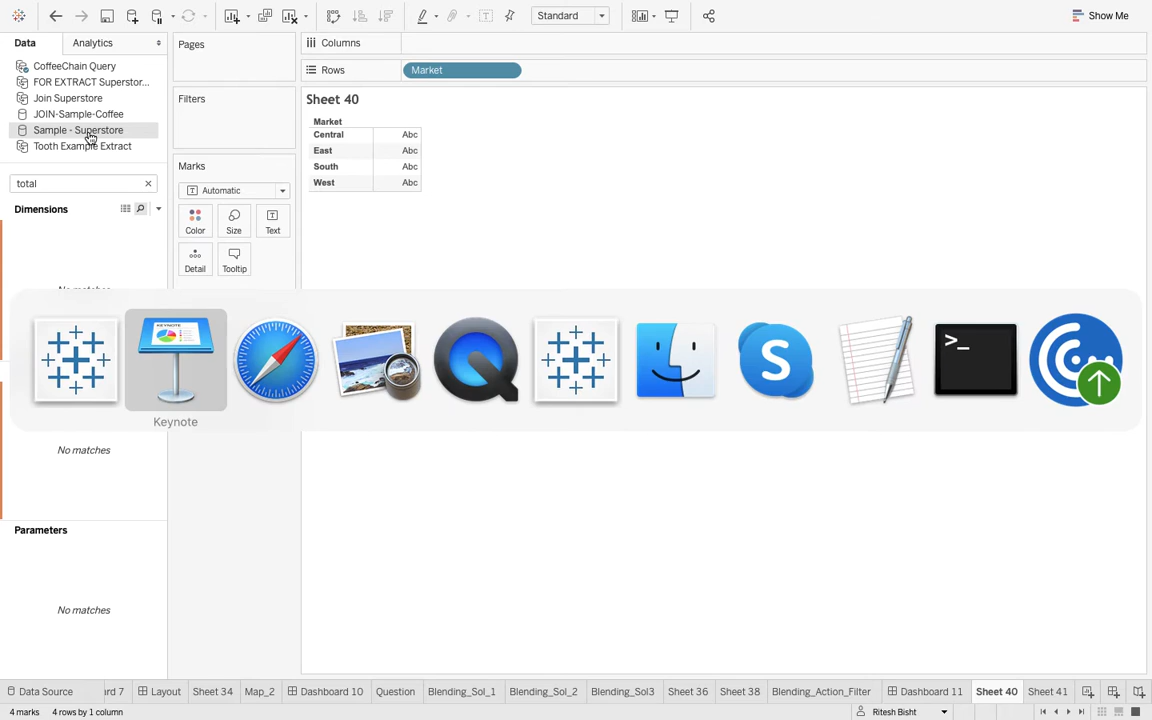 Standard
Show Me
Data
Analytics
Pages
Columns
Rows
Market
CoffeeChain Query
FOR EXTRACT Superstor...
Join Superstore
JOIN-Sample-Coffee
Sample - Superstore
Tooth Example Extract
Filters
Sheet 40
Market
Central Abc
East Abc
South Abc
West Abc
Marks
Automatic
Color Size Text
Detail Tooltip
total
Dimensions
No matches
Keynote
No matches
Parameters
No matches
Data Source
rd 7
Layout
Sheet 34
Map_2
Dashboard 10
Question
Blending_Sol_1
Blending_Sol_2
Blending_Sol3
Sheet 36
Sheet 38
Blending_Action_Filter
Dashboard 11
Sheet 40
Sheet 41
4 marks
4 rows by 1 column
Ritesh Bisht